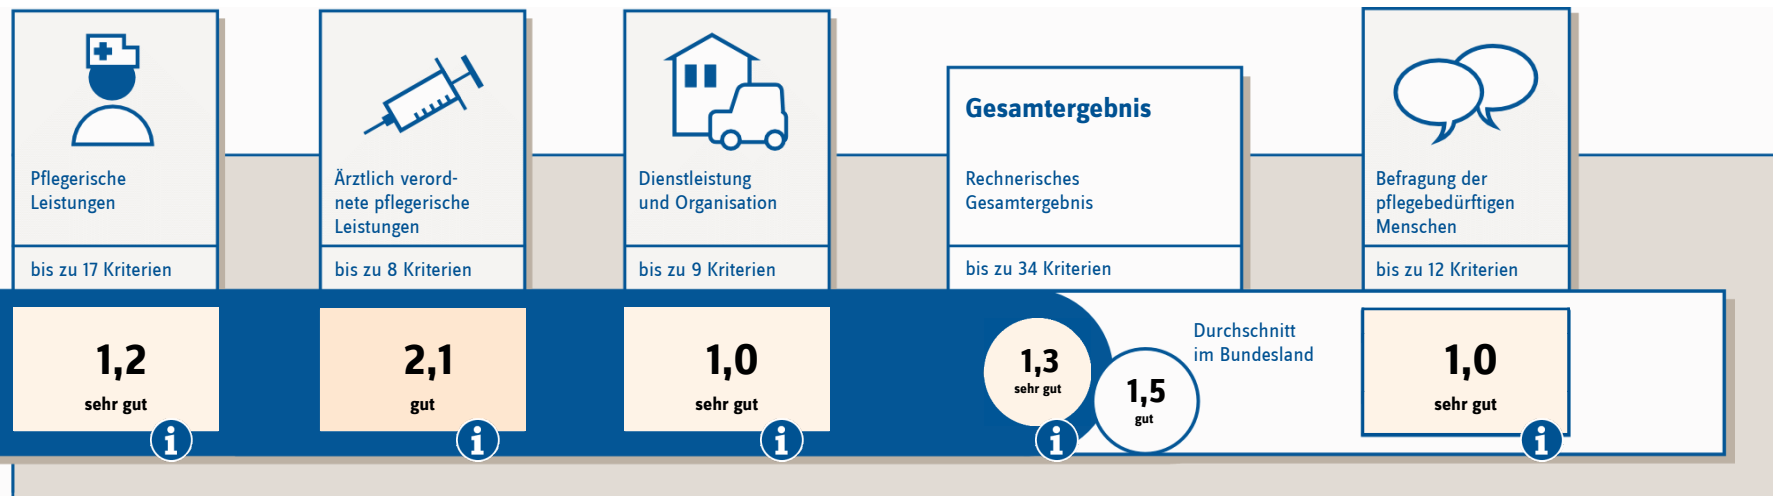 Pflegerische
Leistungen
bis zu 17 Kriterien
1,2
sehr gut
i
Ärztlich verord-
nete pflegerische
Leistungen
bis zu 8 Kriterien
2,1
gut
i
Dienstleistung
und Organisation
bis zu 9 Kriterien
1,0
sehr gut
i
Gesamtergebnis
Rechnerisches
Gesamtergebnis
bis zu 34 Kriterien
1,3
sehr gut
i
1,5
gut
Durchschnitt
im Bundesland
Befragung der
pflegebedürftigen
Menschen
bis zu 12 Kriterien
1,0
sehr gut
i